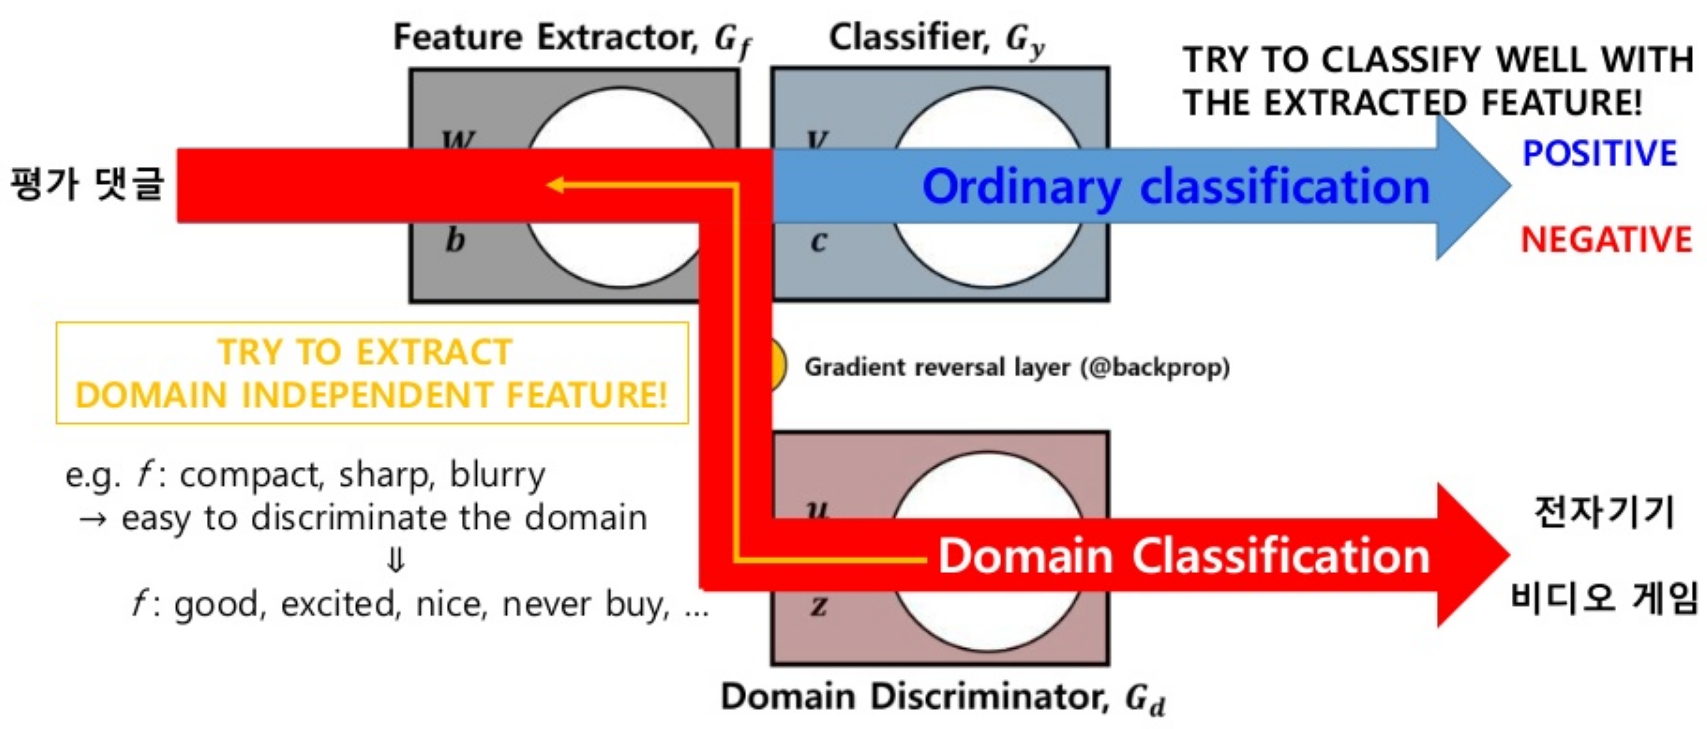 Feature Extractor, G_f
Classifier, G_y
TRY TO CLASSIFY WELL WITH
THE EXTRACTED FEATURE!
W
V
평가 댓글
Ordinary classification
POSITIVE
NEGATIVE
b
c
TRY TO EXTRACT
DOMAIN INDEPENDENT FEATURE!
Gradient reversal layer (@backprop)
e.g. f : compact, sharp, blurry
→ easy to discriminate the domain
⇓
f : good, excited, nice, never buy, ...
u
z
Domain Classification
전자기기
비디오 게임
Domain Discriminator, G_d